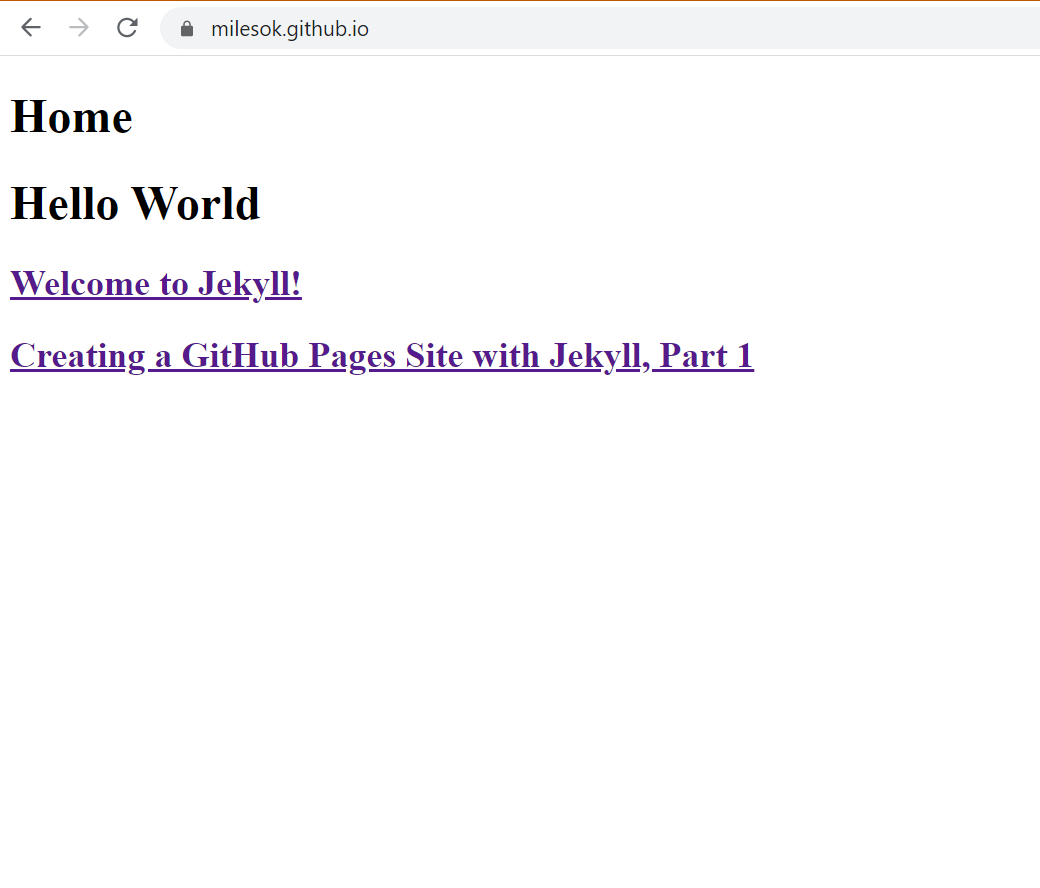 milesok.github.io
Home
Hello World
Welcome to Jekyll!
Creating a GitHub Pages Site with Jekyll, Part 1